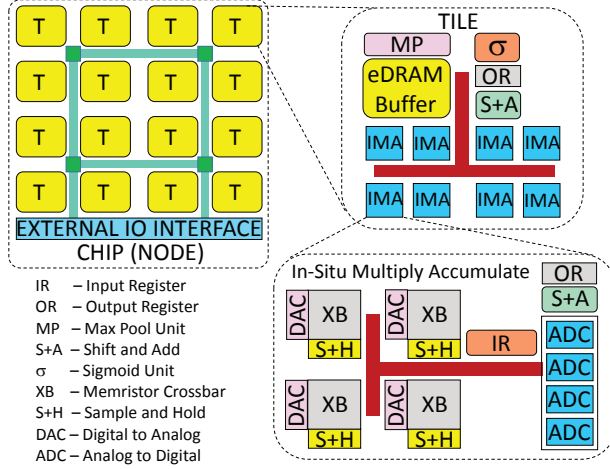 T T T T
T T T T
T T T T
T T T T
EXTERNAL IO INTERFACE
CHIP (NODE)
TILE
MP
σ
eDRAM
Buffer
OR
S+A
IMA IMA IMA IMA
IMA IMA IMA IMA
IR – Input Register
OR – Output Register
MP – Max Pool Unit
S+A – Shift and Add
σ – Sigmoid Unit
XB – Memristor Crossbar
S+H – Sample and Hold
DAC – Digital to Analog
ADC – Analog to Digital
In-Situ Multiply Accumulate
OR
S+A
DAC XB DAC XB
S+H S+H
IR
ADC
ADC
ADC
ADC
DAC XB DAC XB
S+H S+H